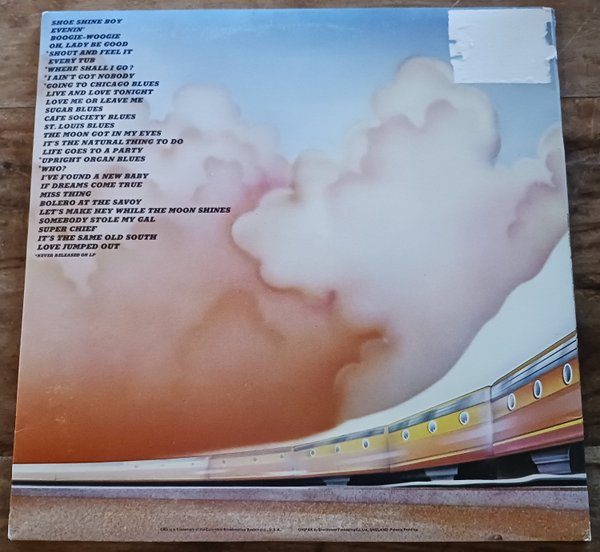 SHOE SHINE BOY
EVENIN'
BOOGIE-WOOGIE
OH, LADY BE GOOD
*SHOUT AND FEEL IT
EVERY TUB
*WHERE SHALL I GO?
*I AIN'T GOT NOBODY
*GOING TO CHICAGO BLUES
LIVE AND LOVE TONIGHT
LOVE ME OR LEAVE ME
SUGAR BLUES
CAFE SOCIETY BLUES
ST. LOUIS BLUES
THE MOON GOT IN MY EYES
IT'S THE NATURAL THING TO DO
LIFE GOES TO A PARTY
*UPRIGHT ORGAN BLUES
*WHO?
I'VE FOUND A NEW BABY
IF DREAMS COME TRUE
MISS THING
BOLERO AT THE SAVOY
LET'S MAKE HEY WHILE THE MOON SHINES
SOMEBODY STOLE MY GAL
SUPER CHIEF
IT'S THE SAME OLD SOUTH
LOVE JUMPED OUT
*NEVER RELEASED ON LP